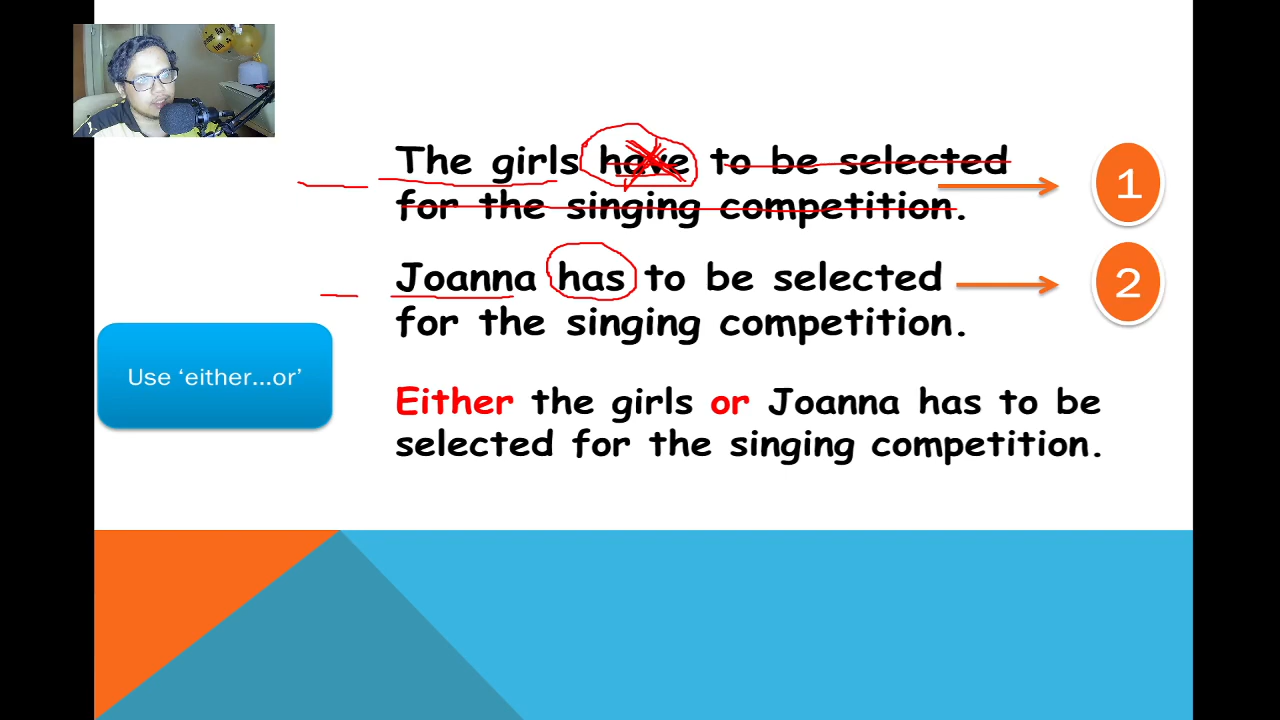 The girls have to be selected
for the singing competition.
1
Joanna has to be selected
for the singing competition.
2
Use ‘either...or’
Either the girls or Joanna has to be
selected for the singing competition.